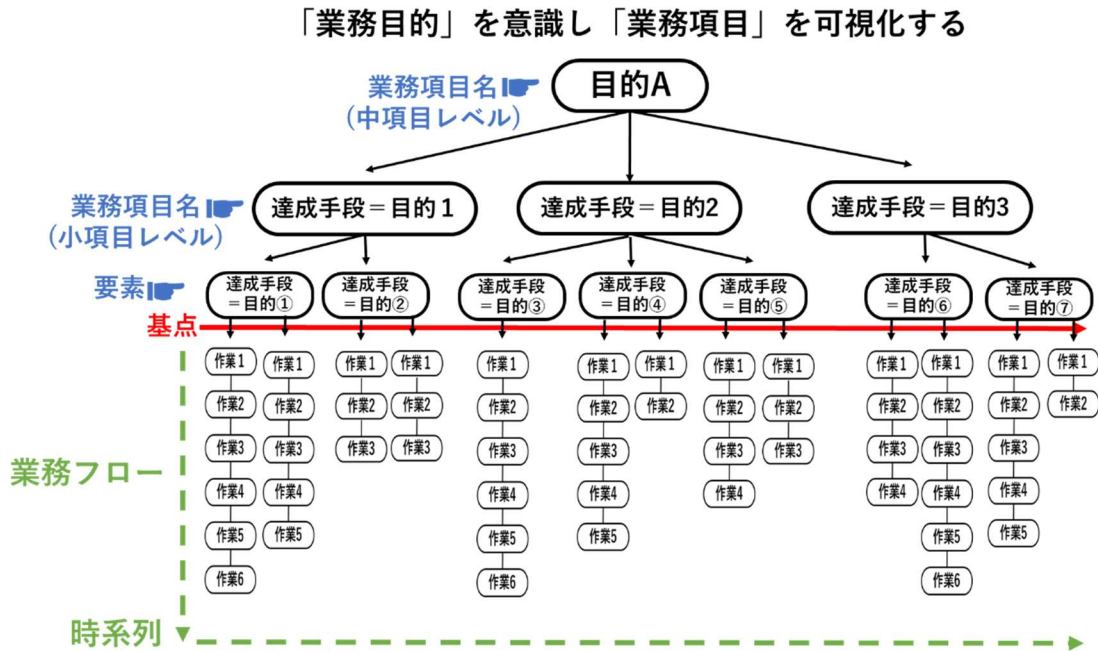 「業務目的」を意識し「業務項目」を可視化する
業務項目名
(中項目レベル)
目的A
業務項目名
(小項目レベル)
達成手段＝目的1
達成手段＝目的2
達成手段＝目的3
要素
達成手段
＝目的①
達成手段
＝目的②
達成手段
＝目的③
達成手段
＝目的④
達成手段
＝目的⑤
達成手段
＝目的⑥
達成手段
＝目的⑦
基点
作業1 作業1 作業1 作業1 作業1 作業1 作業1 作業1 作業1 作業1 作業1 作業1 作業1
作業2 作業2 作業2 作業2 作業2 作業2 作業2 作業2 作業2 作業2 作業2 作業2 作業2
作業3 作業3 作業3 作業3 作業3 作業3 作業3 作業3 作業3 作業3 作業3
業務フロー
作業4 作業4 作業4 作業4 作業4 作業4 作業4 作業4
作業5 作業5 作業5 作業5 作業5 作業5
作業6 作業6 作業6
時系列